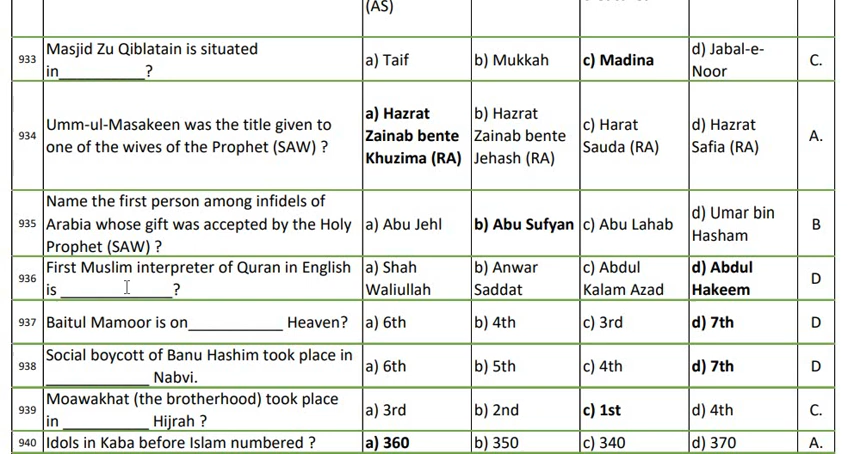 (AS)
933 Masjid Zu Qiblatain is situated in__________? a) Taif b) Mukkah c) Madina d) Jabal-e-Noor C.
934 Umm-ul-Masakeen was the title given to one of the wives of the Prophet (SAW) ? a) Hazrat Zainab bente Khuzima (RA) b) Hazrat Zainab bente Jehash (RA) c) Harat Sauda (RA) d) Hazrat Safia (RA) A.
935 Name the first person among infidels of Arabia whose gift was accepted by the Holy Prophet (SAW) ? a) Abu Jehl b) Abu Sufyan c) Abu Lahab d) Umar bin Hasham B
936 First Muslim interpreter of Quran in English is _____________? a) Shah Waliullah b) Anwar Saddat c) Abdul Kalam Azad d) Abdul Hakeem D
937 Baitul Mamoor is on___________ Heaven? a) 6th b) 4th c) 3rd d) 7th D
938 Social boycott of Banu Hashim took place in ____________ Nabvi. a) 6th b) 5th c) 4th d) 7th D
939 Moawakhat (the brotherhood) took place in __________ Hijrah ? a) 3rd b) 2nd c) 1st d) 4th C.
940 Idols in Kaba before Islam numbered ? a) 360 b) 350 c) 340 d) 370 A.